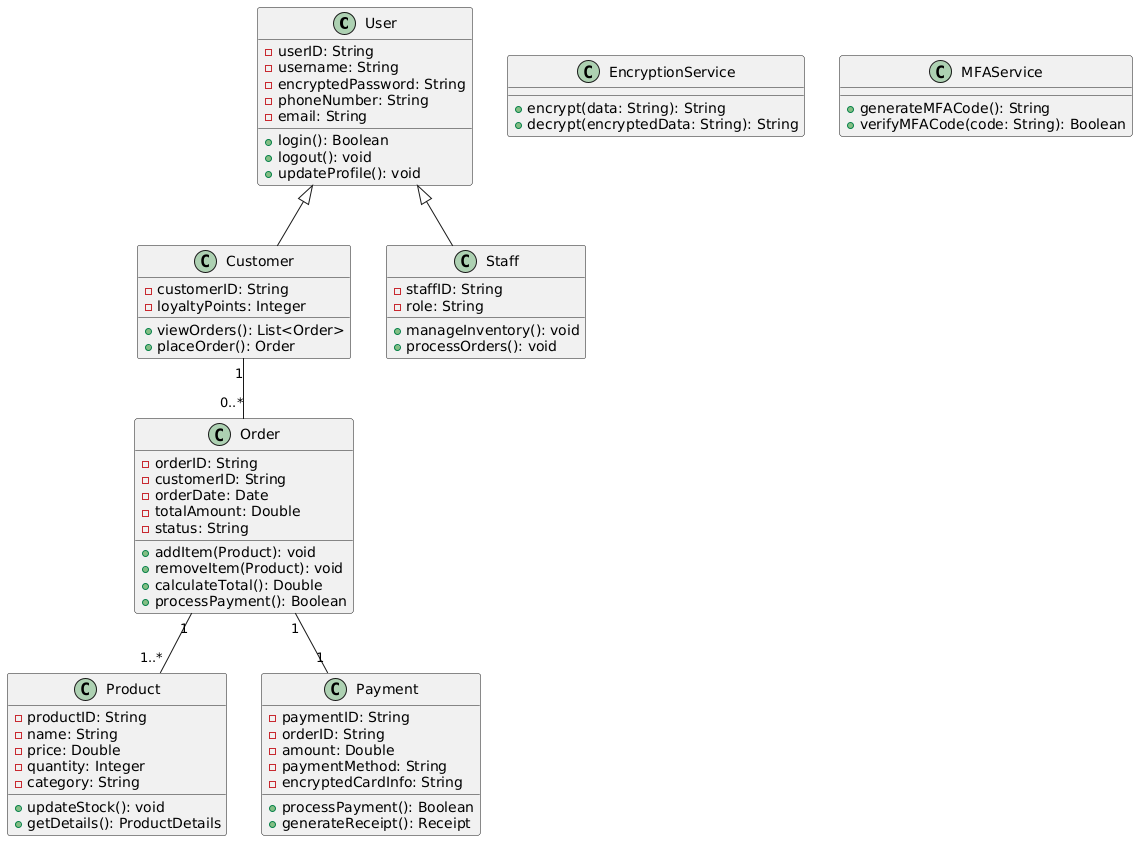 C User
userID: String
username: String
encryptedPassword: String
phoneNumber: String
email: String
login(): Boolean
logout(): void
updateProfile(): void
C EncryptionService
encrypt(data: String): String
decrypt(encryptedData: String): String
C MFAService
generateMFACode(): String
verifyMFACode(code: String): Boolean
C Customer
customerID: String
loyaltyPoints: Integer
viewOrders(): List<Order>
placeOrder(): Order
C Staff
staffID: String
role: String
manageInventory(): void
processOrders(): void
1
0..*
C Order
orderID: String
customerID: String
orderDate: Date
totalAmount: Double
status: String
addItem(Product): void
removeItem(Product): void
calculateTotal(): Double
processPayment(): Boolean
1
1..*
1
1
C Product
productID: String
name: String
price: Double
quantity: Integer
category: String
updateStock(): void
getDetails(): ProductDetails
C Payment
paymentID: String
orderID: String
amount: Double
paymentMethod: String
encryptedCardInfo: String
processPayment(): Boolean
generateReceipt(): Receipt